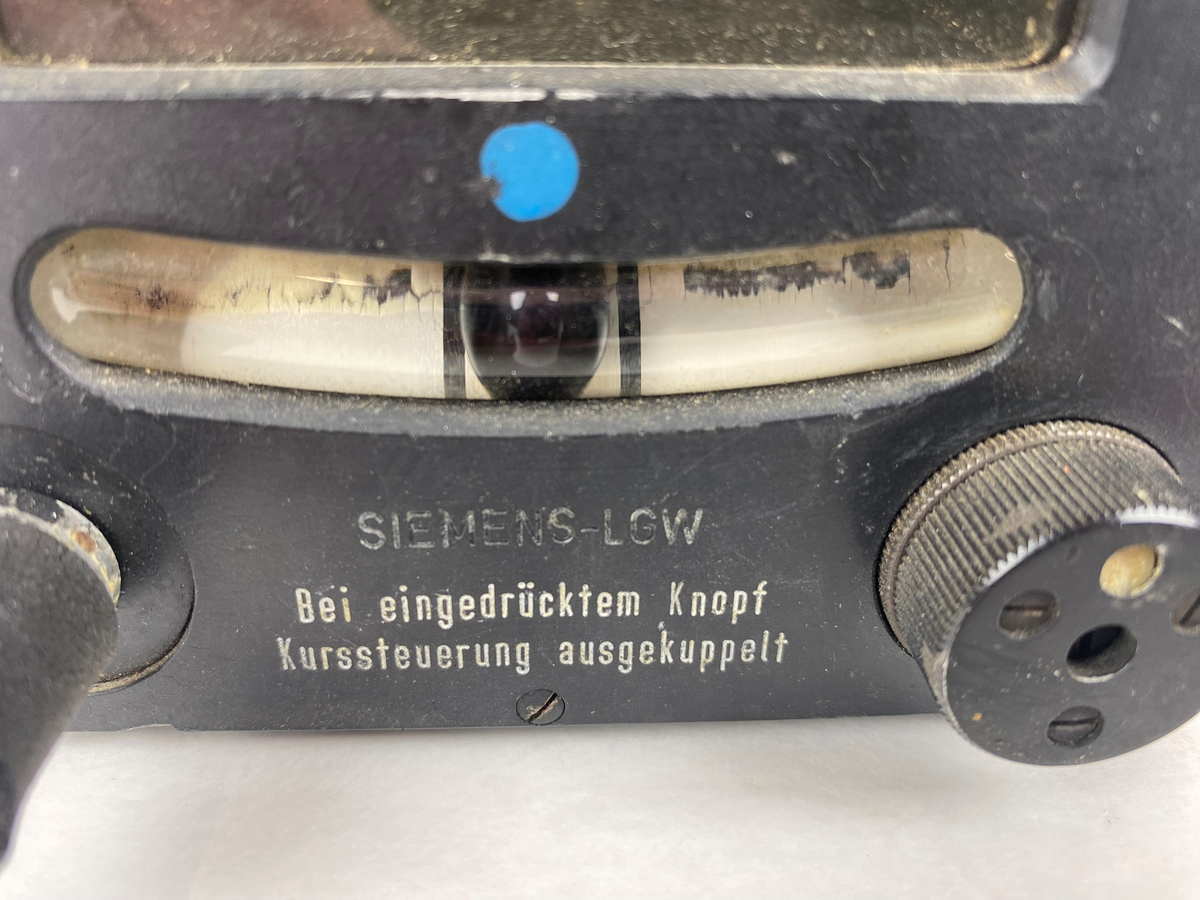 SIEMENS-LGW
Bei eingedrücktem Knopf
Kurssteuerung ausgekuppelt